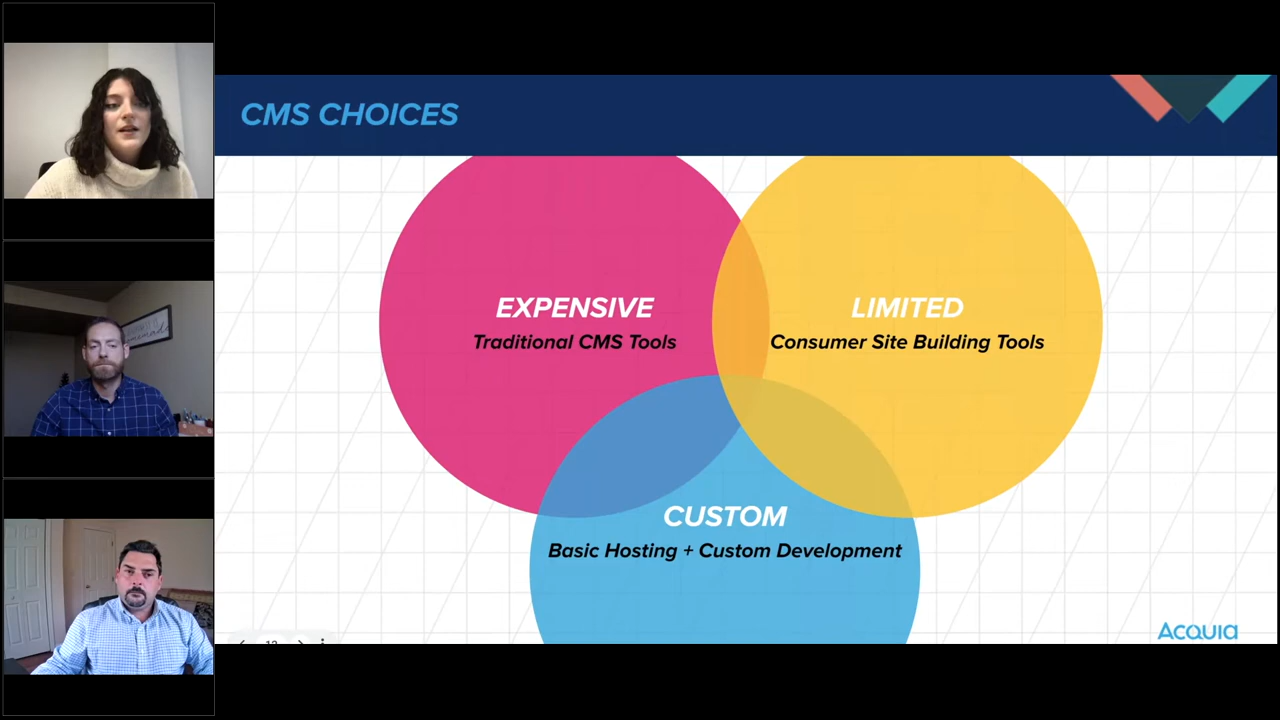 CMS CHOICES
EXPENSIVE
Traditional CMS Tools
LIMITED
Consumer Site Building Tools
CUSTOM
Basic Hosting + Custom Development
ACQUIA